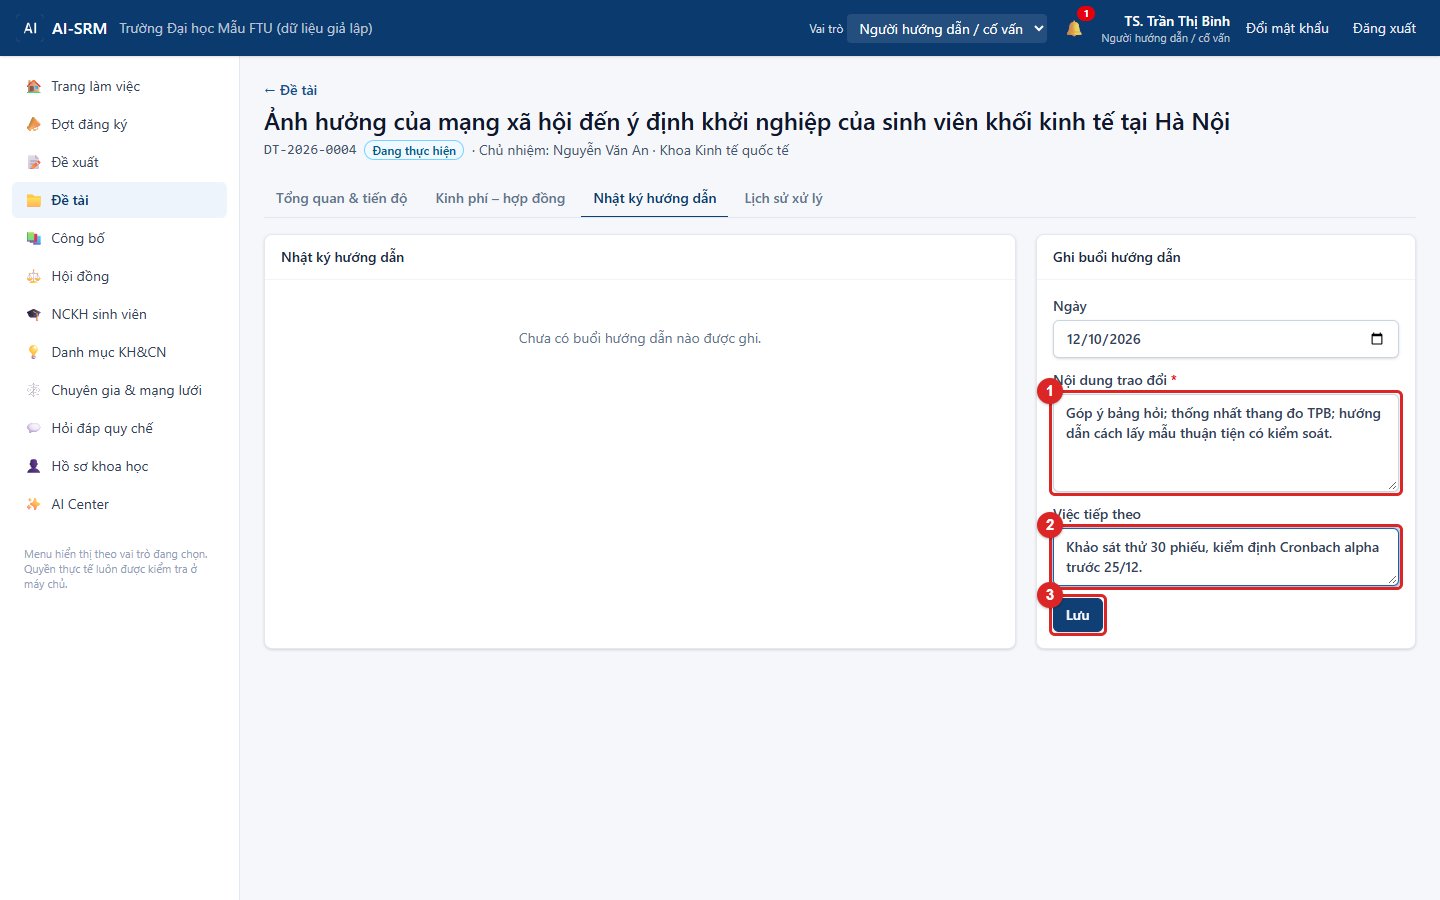 AI AI-SRM Trường Đại học Mẫu FTU (dữ liệu giả lập)
Vai trò Người hướng dẫn / cố vấn
1
TS. Trần Thị Bình
Người hướng dẫn / cố vấn
Đổi mật khẩu
Đăng xuất
Trang làm việc
Đợt đăng ký
Đề xuất
Đề tài
Công bố
Hội đồng
NCKH sinh viên
Danh mục KH&CN
Chuyên gia & mạng lưới
Hỏi đáp quy chế
Hồ sơ khoa học
AI Center
Menu hiển thị theo vai trò đang chọn.
Quyền thực tế luôn được kiểm tra ở
máy chủ.
← Đề tài
Ảnh hưởng của mạng xã hội đến ý định khởi nghiệp của sinh viên khối kinh tế tại Hà Nội
DT-2026-0004 Đang thực hiện · Chủ nhiệm: Nguyễn Văn An · Khoa Kinh tế quốc tế
Tổng quan & tiến độ
Kinh phí – hợp đồng
Nhật ký hướng dẫn
Lịch sử xử lý
Nhật ký hướng dẫn
Chưa có buổi hướng dẫn nào được ghi.
Ghi buổi hướng dẫn
Ngày
12/10/2026
Nội dung trao đổi *
1
Góp ý bảng hỏi; thống nhất thang đo TPB; hướng
dẫn cách lấy mẫu thuận tiện có kiểm soát.
Việc tiếp theo
2
Khảo sát thử 30 phiếu, kiểm định Cronbach alpha
trước 25/12.
3
Lưu